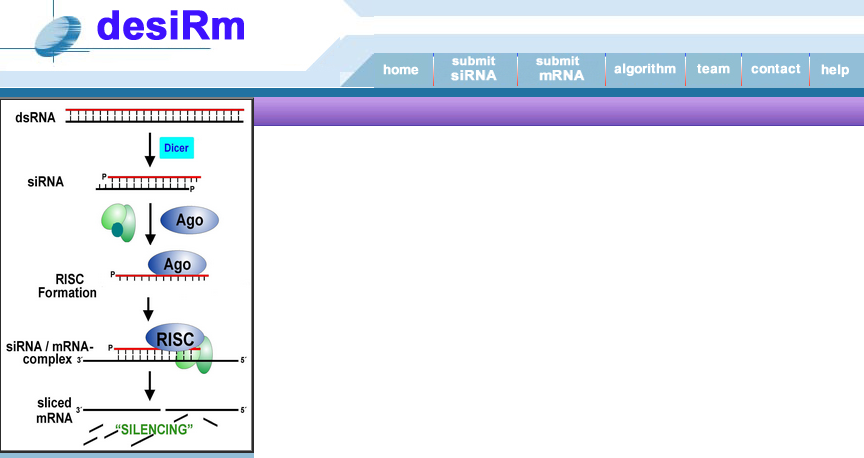 desiRm
home
submit siRNA
submit mRNA
algorithm
team
contact
help
dsRNA
Dicer
siRNA
P
P
Ago
Ago
P
RISC
Formation
RISC
siRNA / mRNA-
complex
P
3´
5´
sliced
mRNA
3´
5´
“SILENCING”